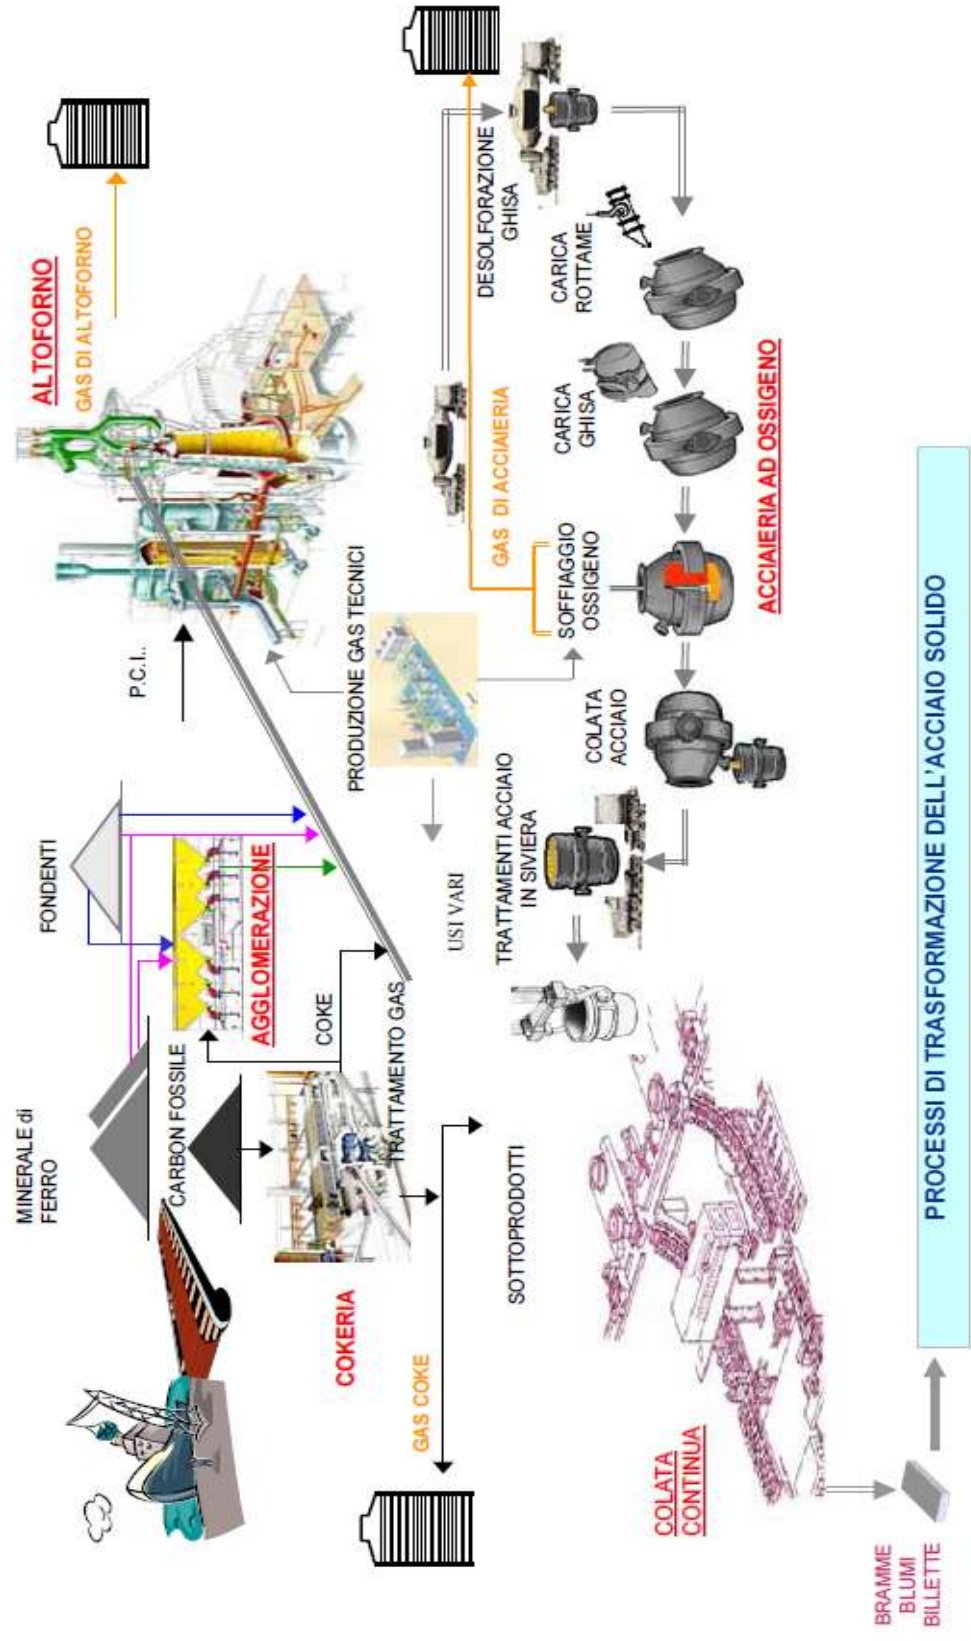 MINERALE di
FERRO
FONDENTI
ALTOFORNO
GAS DI ALTOFORNO
P.C.I..
CARBON FOSSILE
AGGLOMERAZIONE
COKE
COKERIA
TRATTAMENTO GAS
GAS COKE
SOTTOPRODOTTI
PRODUZIONE GAS TECNICI
USI VARI
GAS DI ACCIAIERIA
DESOLFORAZIONE
GHISA
CARICA
ROTTAME
CARICA
GHISA
SOFFIAGGIO
OSSIGENO
COLATA
ACCIAIO
TRATTAMENTI ACCIAIO
IN SIVIERA
ACCIAIERIA AD OSSIGENO
COLATA
CONTINUA
BRAMME
BLUMI
BILLETTE
PROCESSI DI TRASFORMAZIONE DELL'ACCIAIO SOLIDO